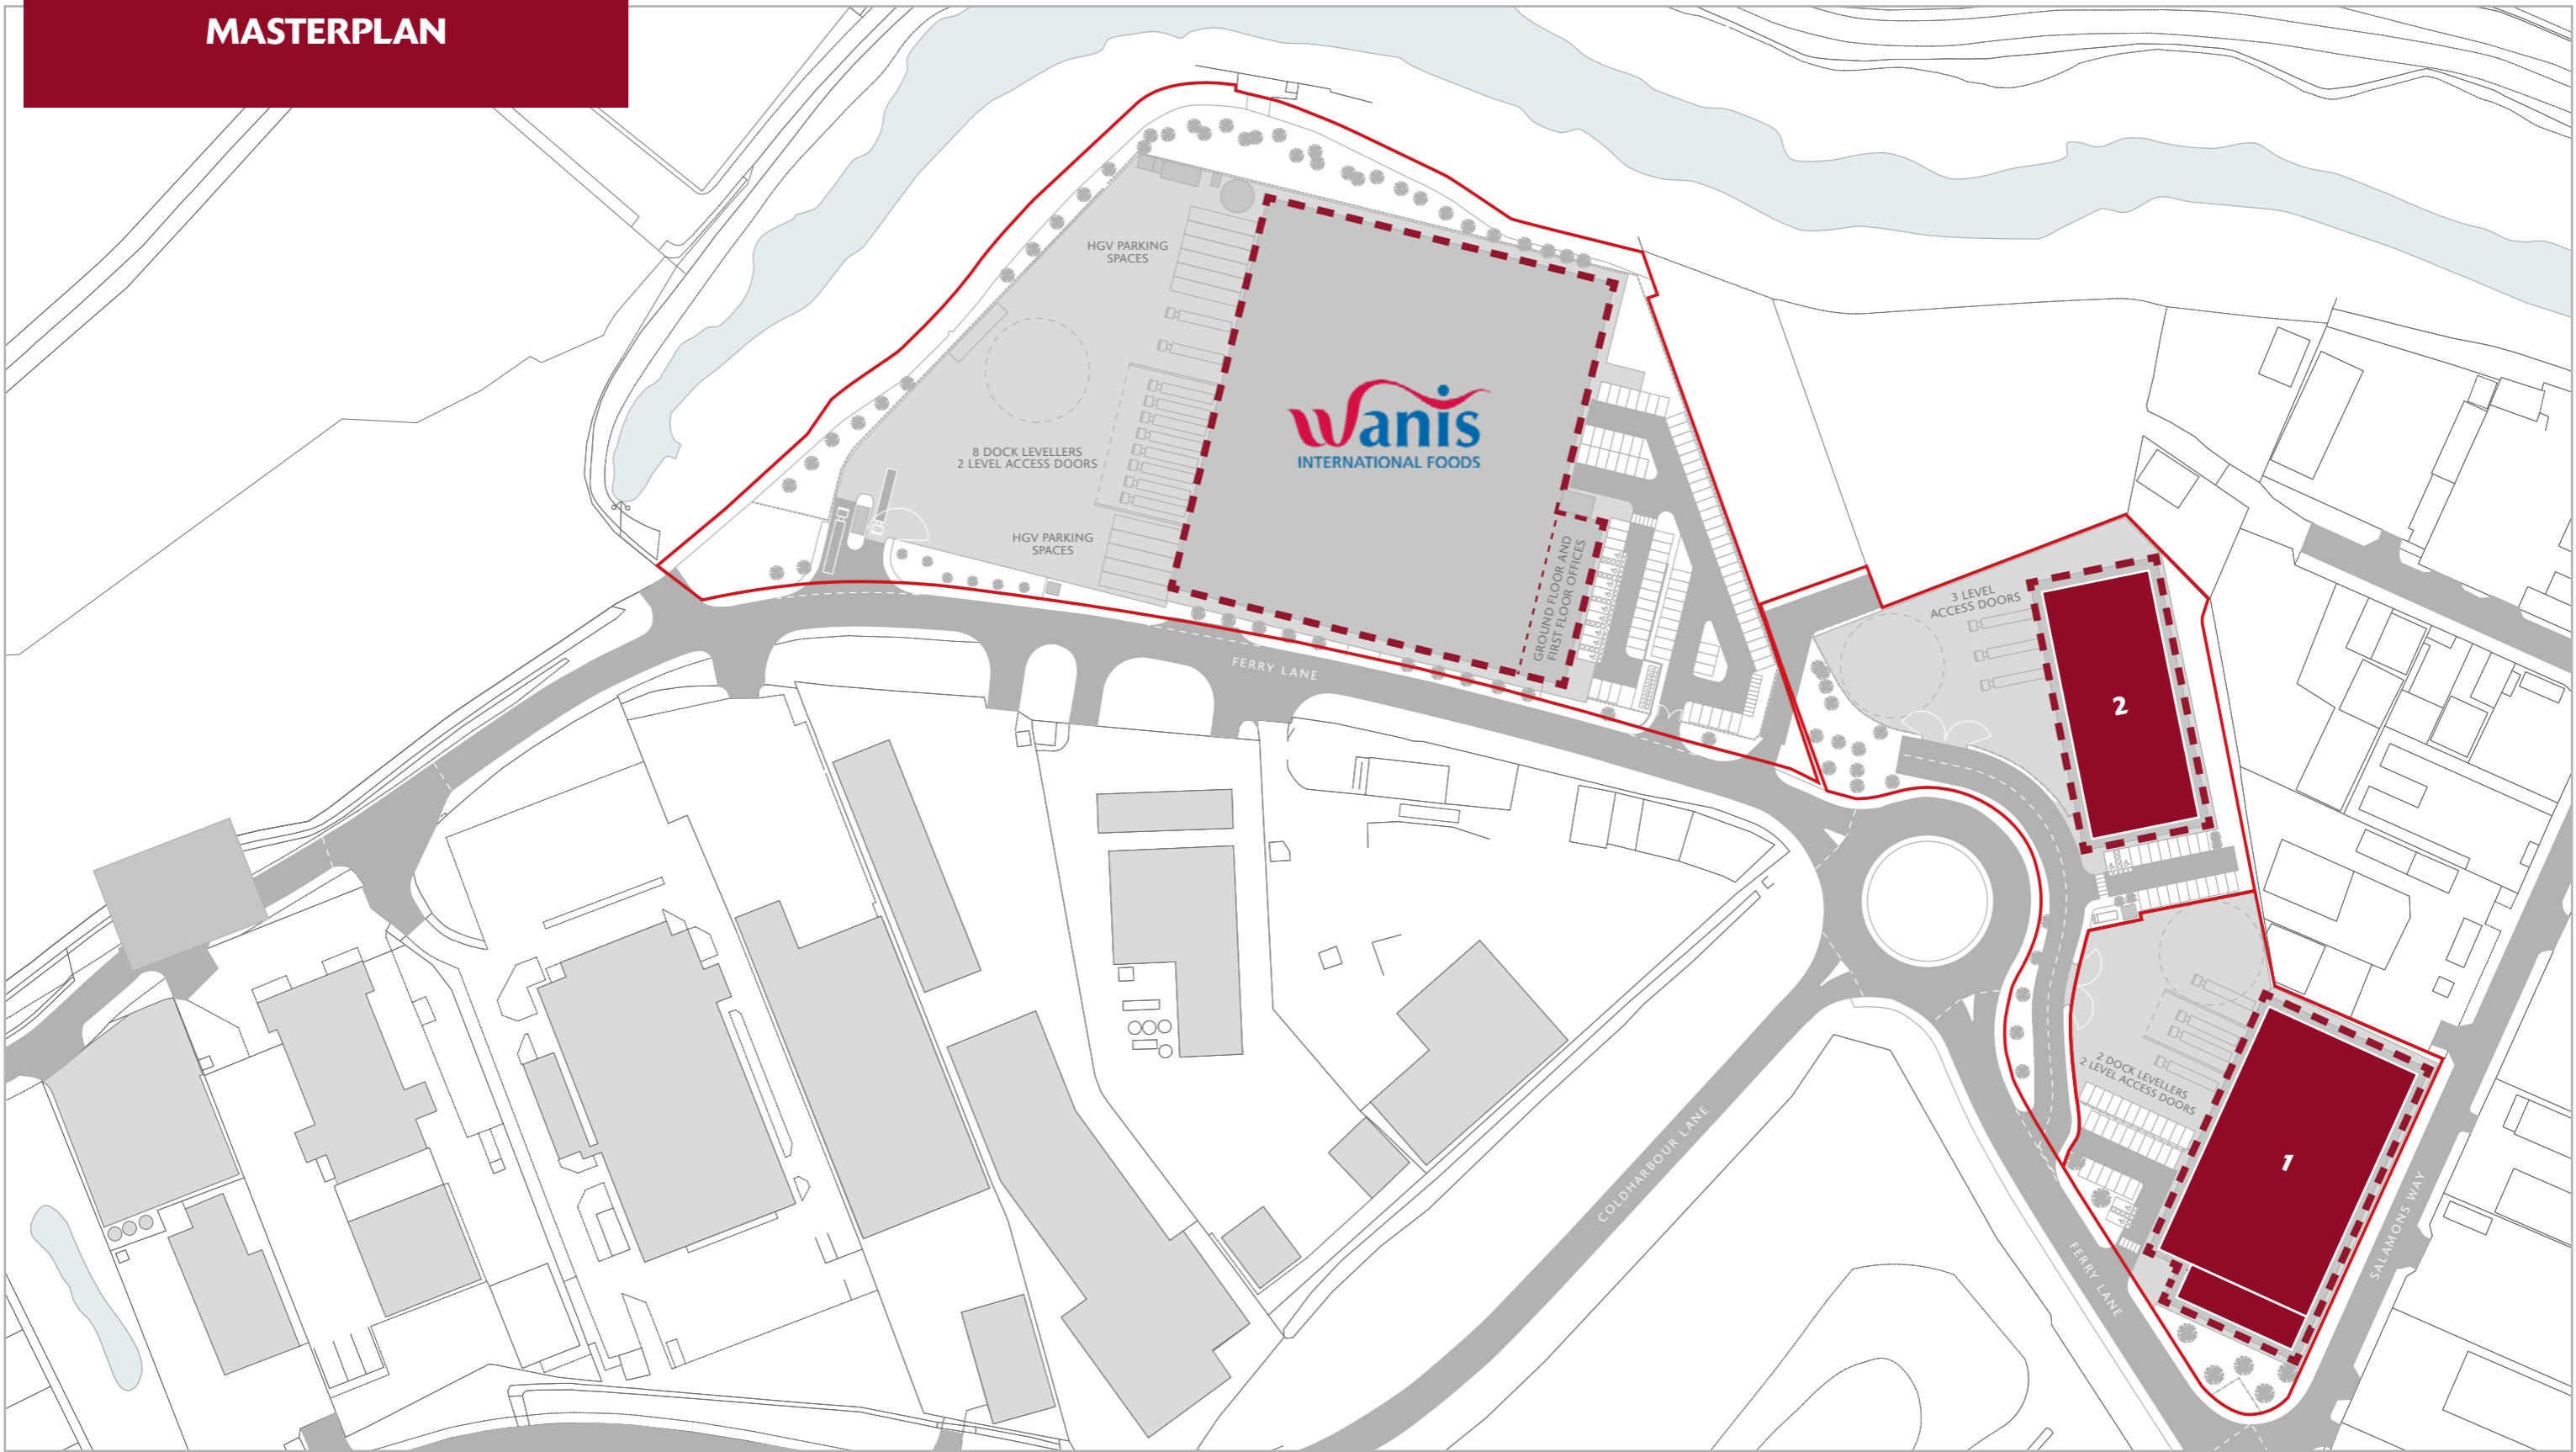 MASTERPLAN
HGV PARKING
SPACES
8 DOCK LEVELLERS
2 LEVEL ACCESS DOORS
HGV PARKING
SPACES
Wanis
INTERNATIONAL FOODS
GROUND FLOOR AND
FIRST FLOOR OFFICES
FERRY LANE
3 LEVEL
ACCESS DOORS
2
2 DOCK LEVELLERS
2 LEVEL ACCESS DOORS
1
COLDHARBOUR LANE
FERRY LANE
SALAMONS WAY